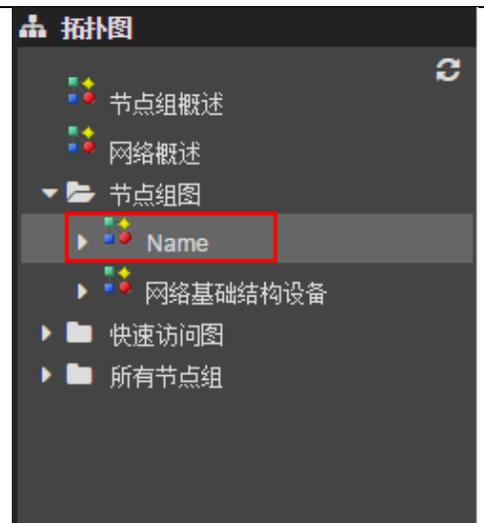 拓扑图
节点组概述
网络概述
节点组图
Name
网络基础结构设备
快速访问图
所有节点组